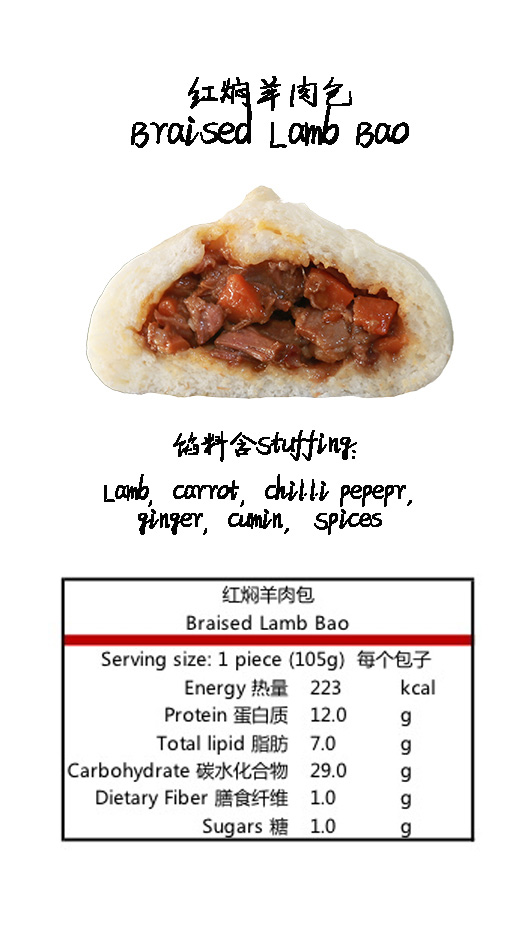 红焖羊肉包
Braised Lamb Bao
馅料含stuffing:
Lamb, carrot, chilli pepepr,
ginger, cumin, spices
红焖羊肉包
Braised Lamb Bao
Serving size: 1 piece (105g) 每个包子
Energy 热量 223 kcal
Protein 蛋白质 12.0 g
Total lipid 脂肪 7.0 g
Carbohydrate 碳水化合物 29.0 g
Dietary Fiber 膳食纤维 1.0 g
Sugars 糖 1.0 g